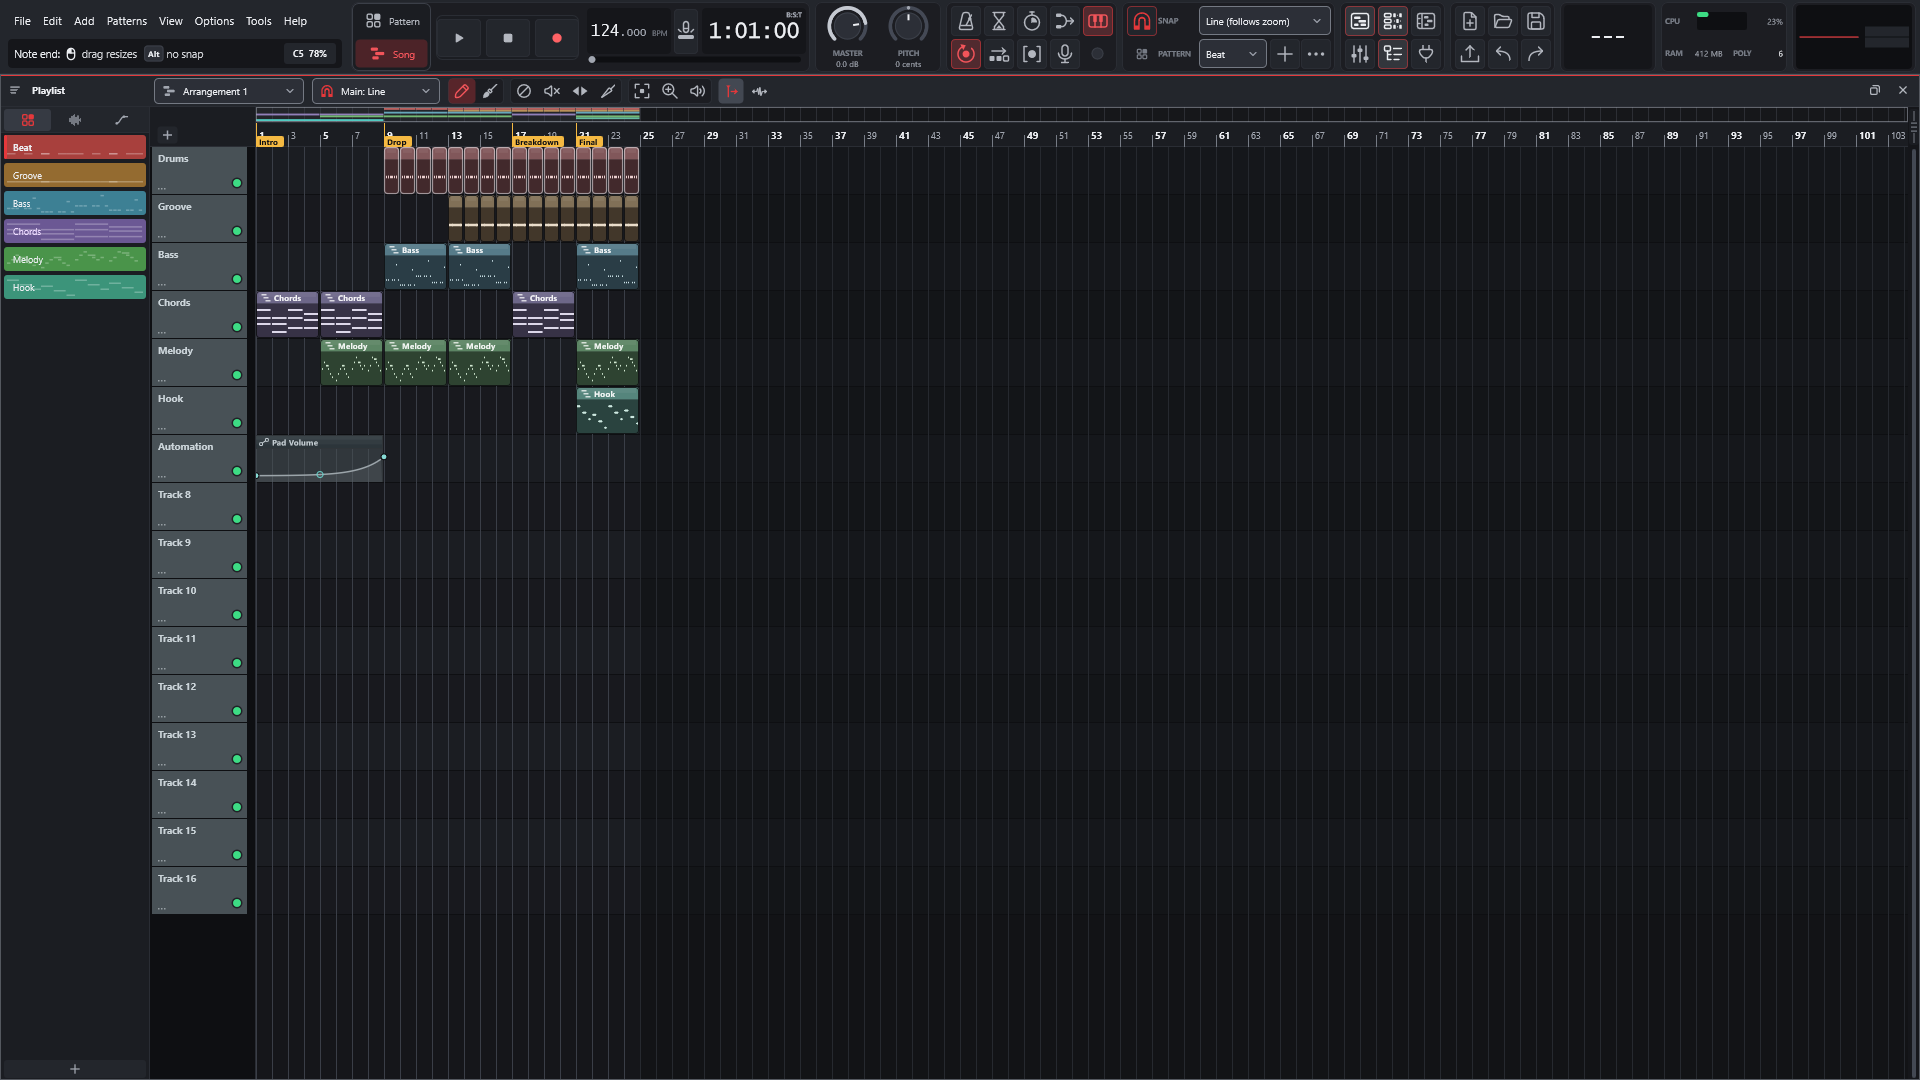 File Edit Add Patterns View Options Tools Help
Note end: drag resizes Alt no snap C5 78%
Pattern
Song
124.000 BPM
B:S:T
1:01:00
MASTER
0.0 dB
PITCH
0 cents
SNAP Line (follows zoom)
PATTERN Beat
CPU 23%
RAM 412 MB POLY 6
Playlist
Arrangement 1
Main: Line
1 3 5 7 9 11 13 15 17 19 21 23 25 27 29 31 33 35 37 39 41 43 45 47 49 51 53 55 57 59 61 63 65 67 69 71 73 75 77 79 81 83 85 87 89 91 93 95 97 99 101 103
Intro Drop Breakdown Final
Beat
Groove
Bass
Chords
Melody
Hook
Drums
...
Groove
...
Bass
...
Bass Bass Bass
Chords
...
Chords Chords Chords
Melody
...
Melody Melody Melody Melody
Hook
...
Hook
Automation
...
Pad Volume
Track 8
...
Track 9
...
Track 10
...
Track 11
...
Track 12
...
Track 13
...
Track 14
...
Track 15
...
Track 16
...